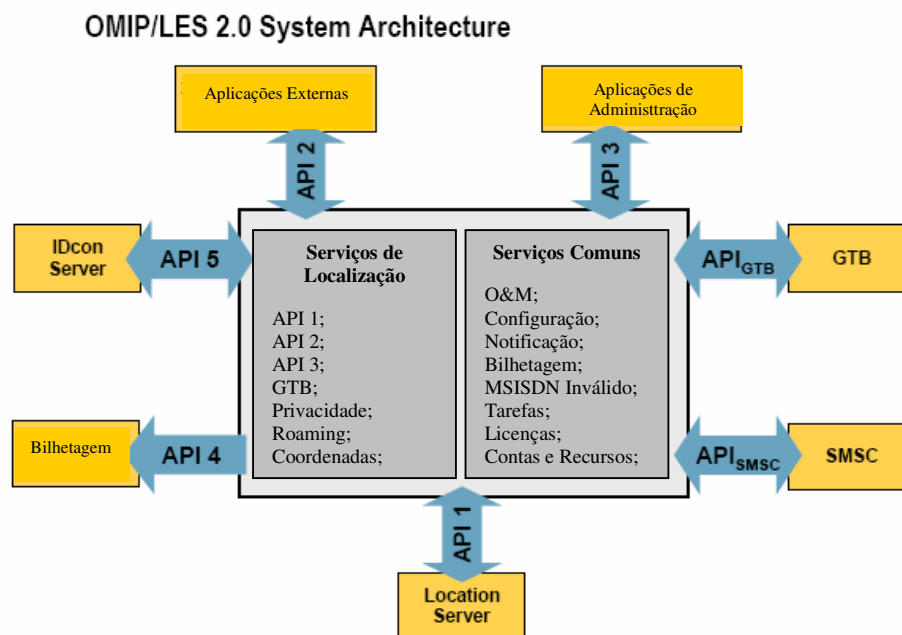 OMIP/LES 2.0 System Architecture
Aplicações Externas
Aplicações de
Administtração
API 2
API 3
IDcon
Server
API 5
Serviços de
Localização
API 1;
API 2;
API 3;
GTB;
Privacidade;
Roaming;
Coordenadas;
Serviços Comuns
O&M;
Configuração;
Notificação;
Bilhetagem;
MSISDN Inválido;
Tarefas;
Licenças;
Contas e Recursos;
APIGTB
GTB
Bilhetagem
API 4
APISMSC
SMSC
API 1
Location
Server